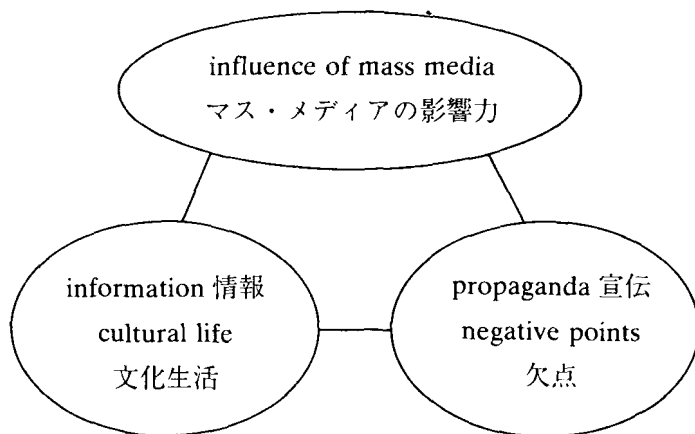 influence of mass media
マス・メディアの影響力
information 情報
cultural life
文化生活
propaganda 宣伝
negative points
欠点